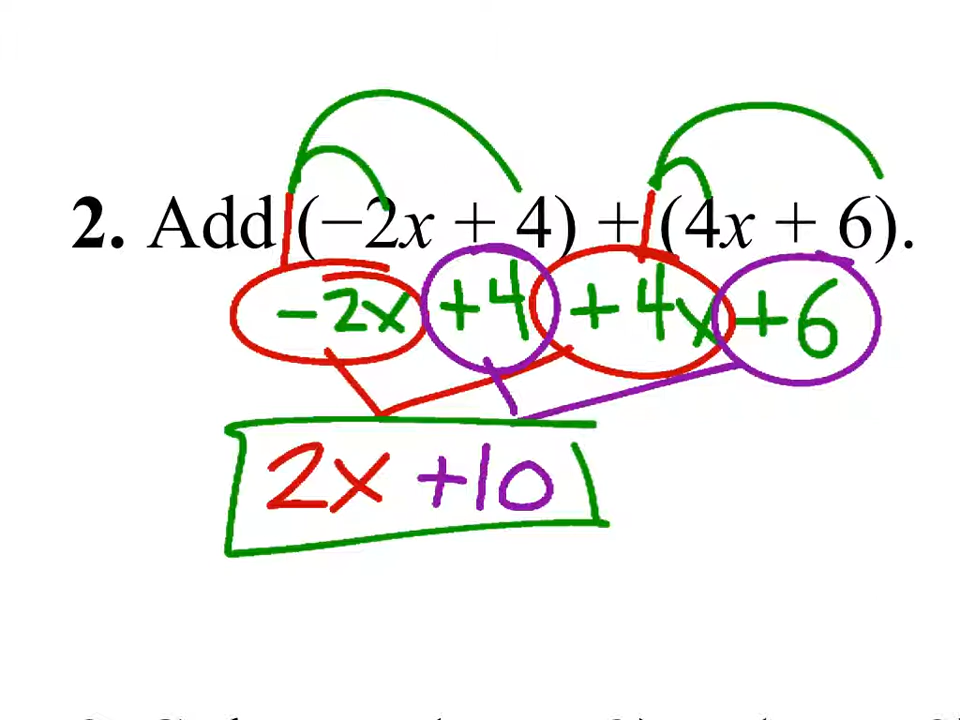 2. Add (−2x + 4) + (4x + 6).
-2x +4 +4x +6
2x +10